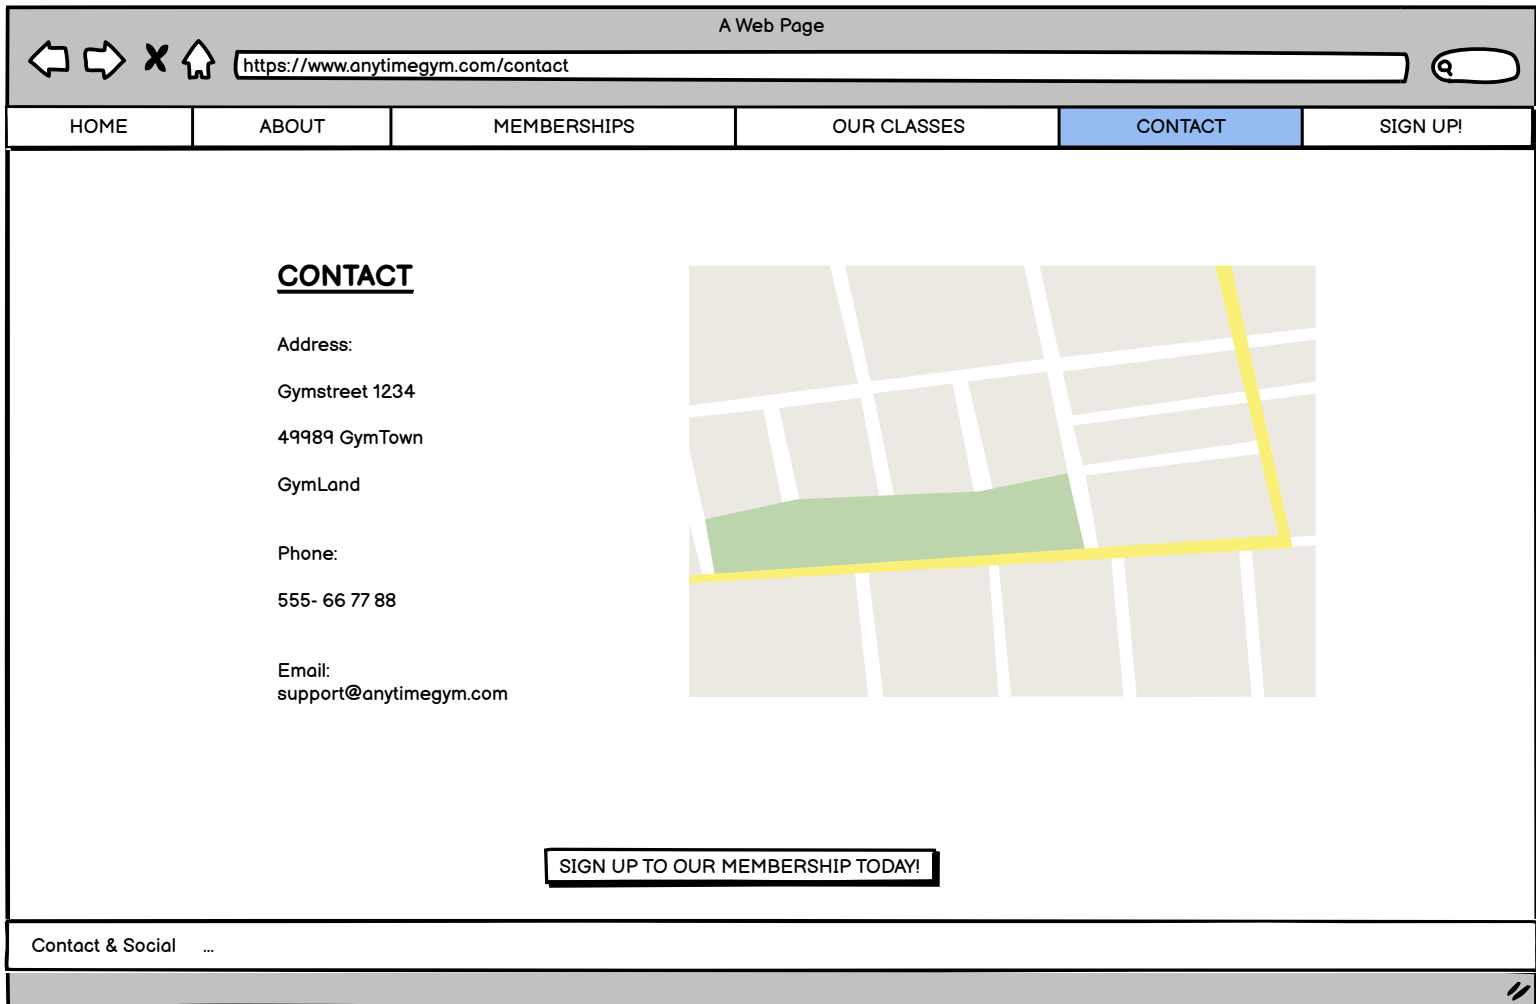 A Web Page
https://www.anytimegym.com/contact
HOME
ABOUT
MEMBERSHIPS
OUR CLASSES
CONTACT
SIGN UP!
CONTACT
Address:
Gymstreet 1234
49989 GymTown
GymLand
Phone:
555- 66 77 88
Email:
support@anytimegym.com
SIGN UP TO OUR MEMBERSHIP TODAY!
Contact & Social ...